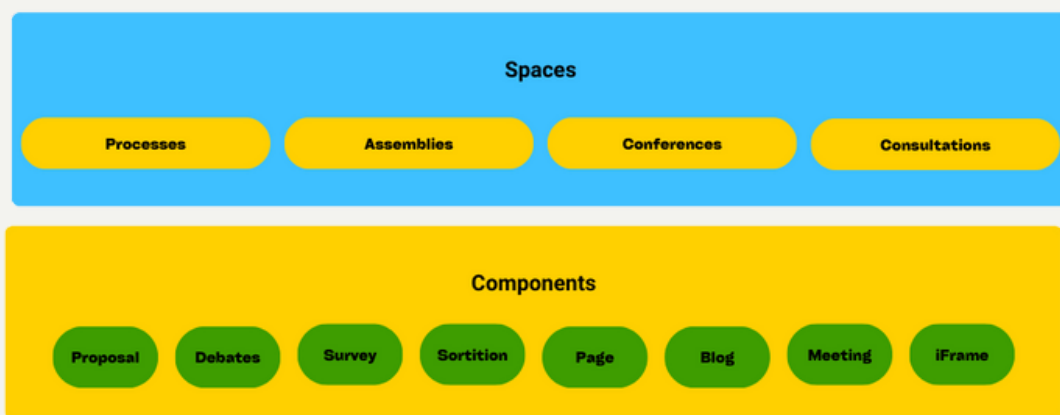 Spaces
Processes Assemblies Conferences Consultations
Components
Proposal Debates Survey Sortition Page Blog Meeting iFrame